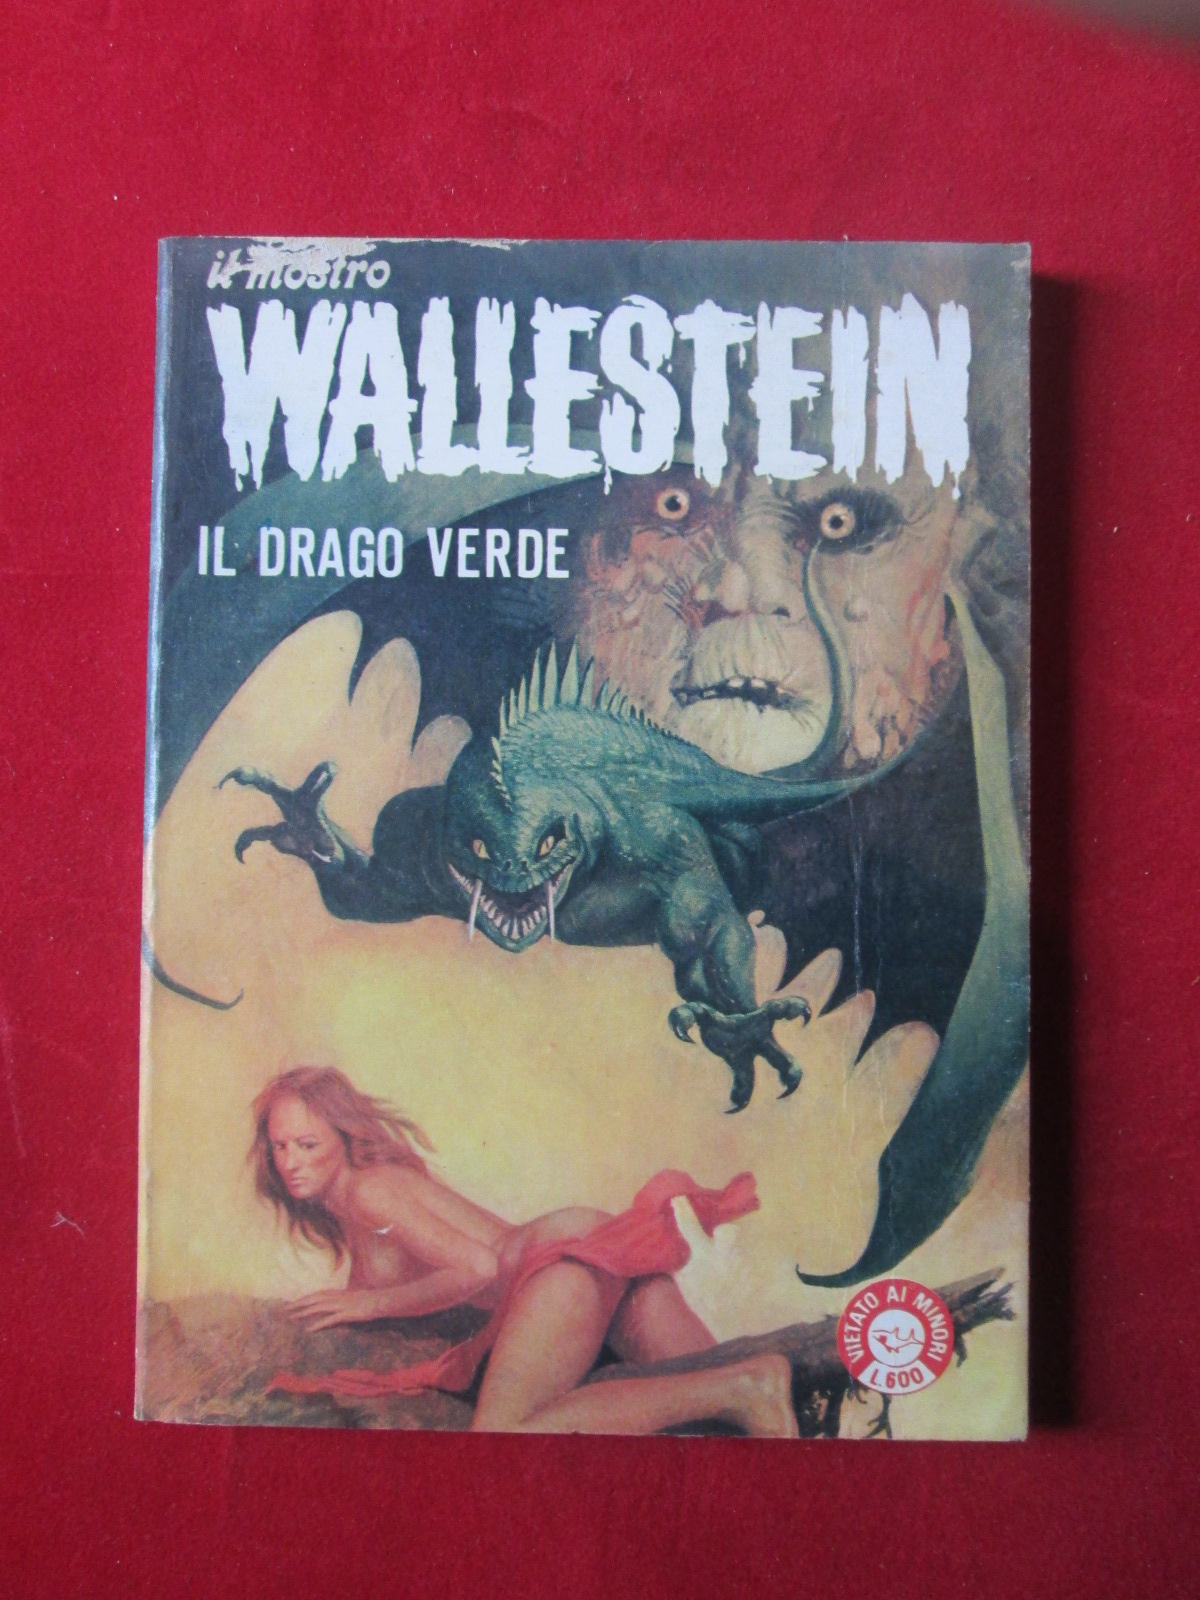 il mostro
WALLESTEIN
IL DRAGO VERDE
VIETATO AI MINORI
L.600